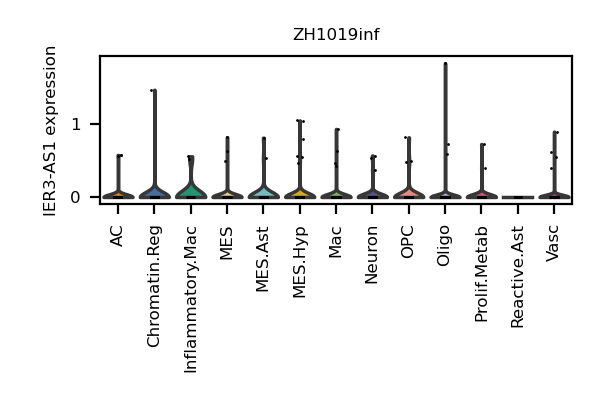 ZH1019inf
IER3-AS1 expression
1
0
AC
Chromatin.Reg
Inflammatory.Mac
MES
MES.Ast
MES.Hyp
Mac
Neuron
OPC
Oligo
Prolif.Metab
Reactive.Ast
Vasc